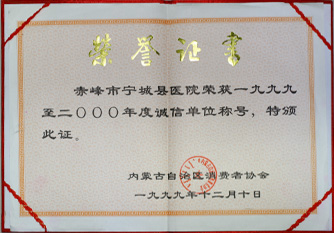 荣誉证书
赤峰市宁城县医院荣获一九九九
至二〇〇〇年度诚信单位称号，特颁
此证。
内蒙古自治区消费者协会
一九九九年十二月十日